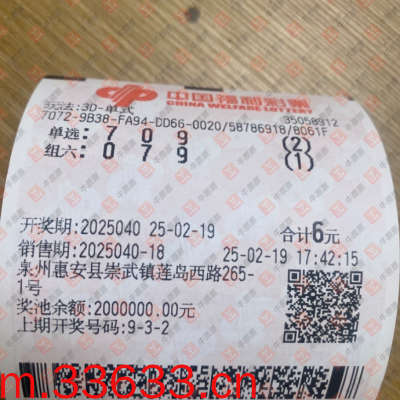 中国福利彩票
CHINA WELFARE LOTTERY
玩法:3D-单式 35050912
7072-9B38-FA94-DD66-0020/58786918/8061F
单选: 7 0 9 (2)
组六: 0 7 9 (1)
开奖期:2025040 25-02-19 合计6元
销售期:2025040-18 25-02-19 17:42:15
泉州惠安县崇武镇莲岛西路265-
1号
奖池余额:2000000.00元
上期开奖号码:9-3-2
m.33633.cn